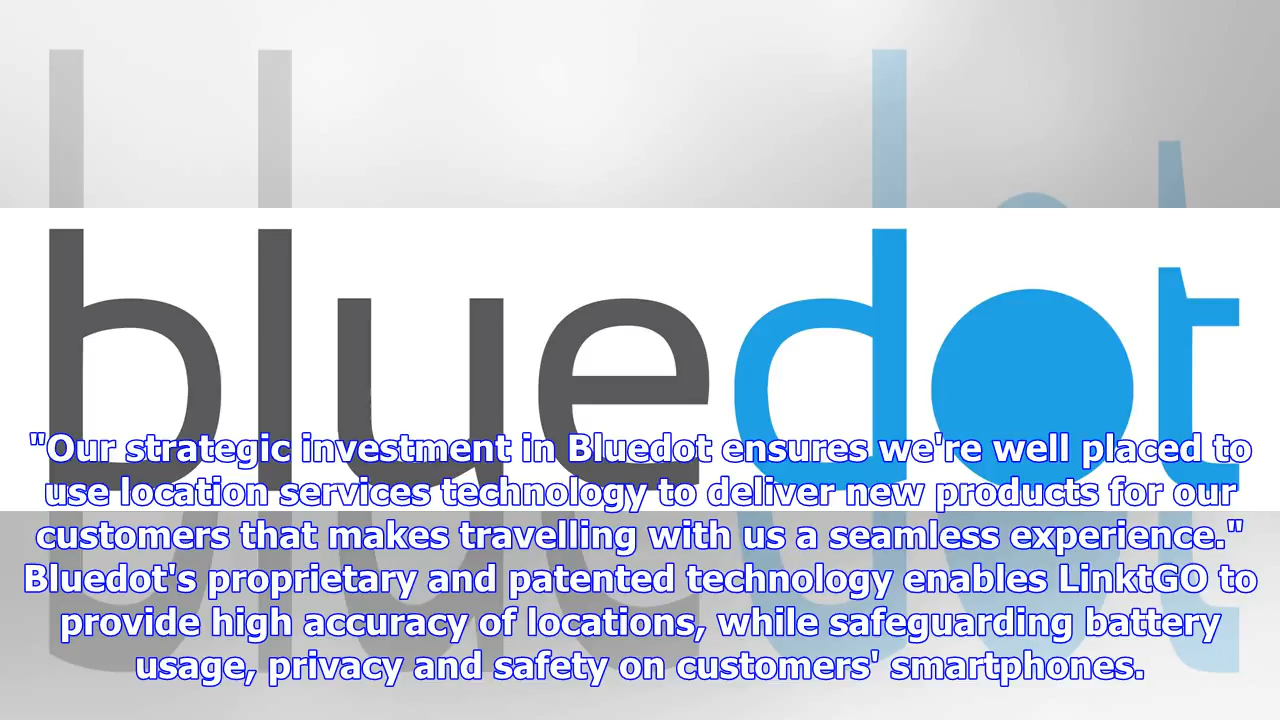 bluedot
"Our strategic investment in Bluedot ensures we're well placed to
use location services technology to deliver new products for our
customers that makes travelling with us a seamless experience."
Bluedot's proprietary and patented technology enables LinktGO to
provide high accuracy of locations, while safeguarding battery
usage, privacy and safety on customers' smartphones.